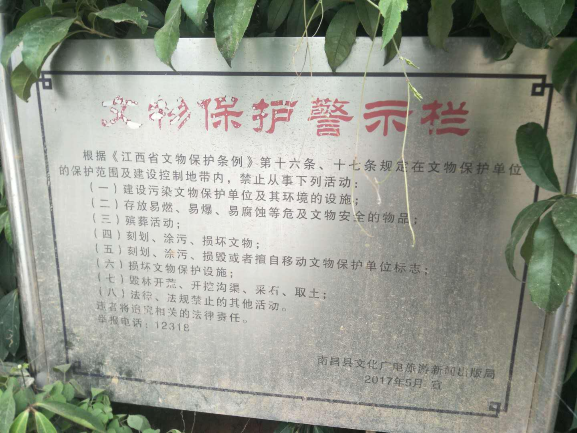 文物保护警示栏
根据《江西省文物保护条例》第十六条、十七条规定在文物保护单位
的保护范围及建设控制地带内，禁止从事下列活动：
（一）建设污染文物保护单位及其环境的设施；
（二）存放易燃、易爆、易腐蚀等危及文物安全的物品；
（三）殡葬活动；
（四）刻划、涂污、损坏文物；
（五）刻划、涂污、损毁或者擅自移动文物保护单位标志；
（六）损坏文物保护设施；
（七）毁林开荒、开挖沟渠、采石、取土；
（八）法律、法规禁止的其他活动。
违者将追究相关的法律责任。
举报电话：12318
南昌县文化广电旅游新闻出版局
2017年5月 宣